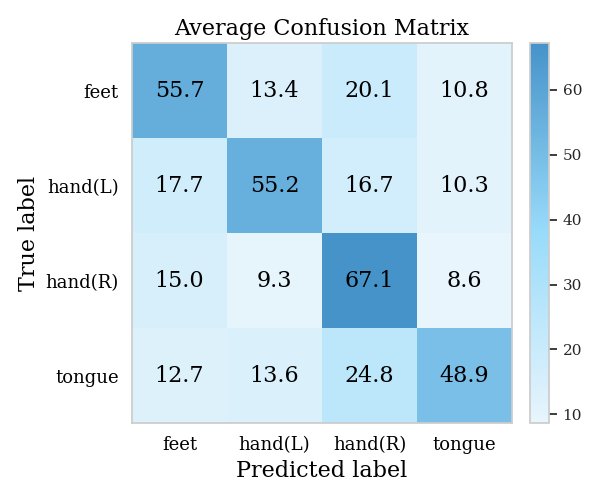 Average Confusion Matrix
feet 55.7 13.4 20.1 10.8
hand(L) 17.7 55.2 16.7 10.3
hand(R) 15.0 9.3 67.1 8.6
tongue 12.7 13.6 24.8 48.9
feet hand(L) hand(R) tongue
Predicted label
True label
60
50
40
30
20
10